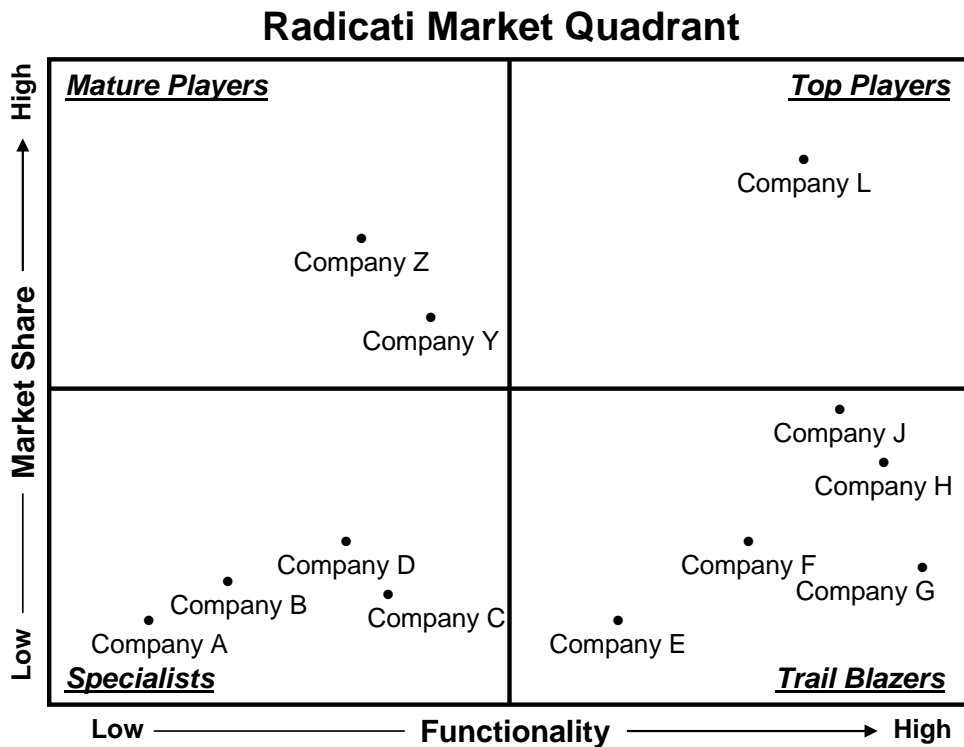 Radicati Market Quadrant
Mature Players
Top Players
High
Company L
Company Z
Company Y
Market Share
Company J
Company H
Company D
Company F
Company G
Company B
Company C
Company A
Company E
Low
Specialists
Trail Blazers
Low
Functionality
High